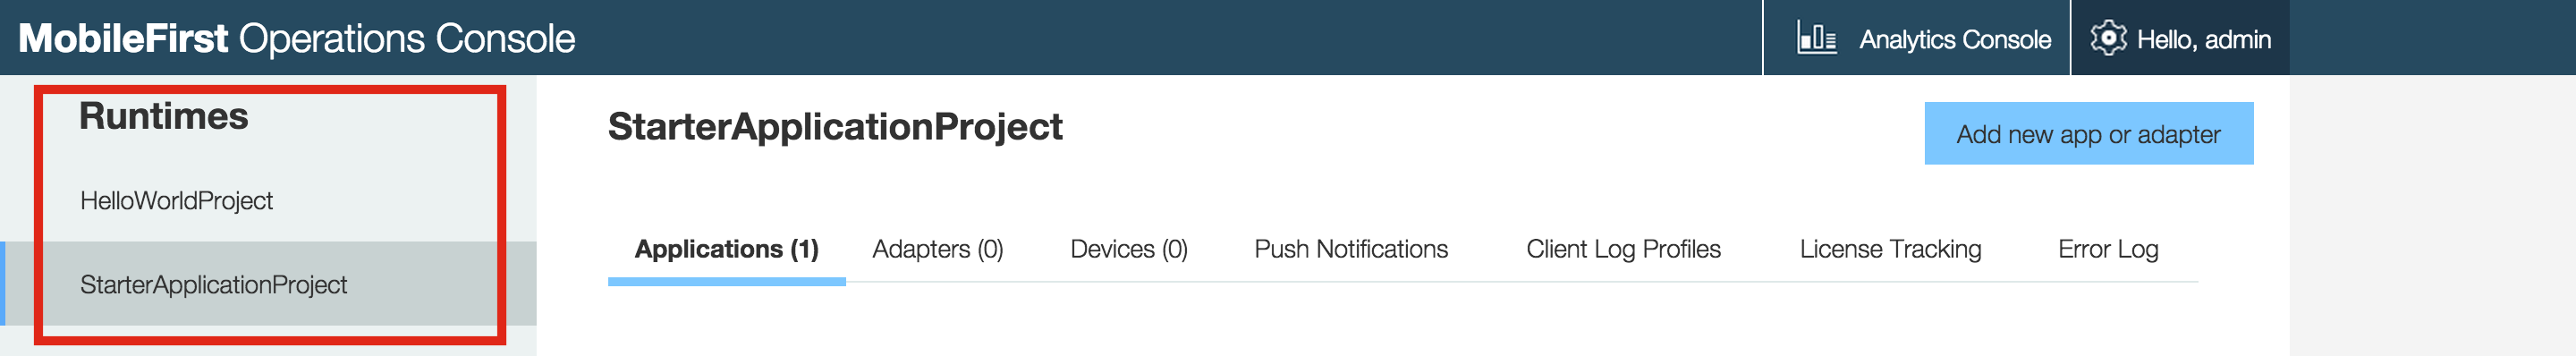 MobileFirst Operations Console
Analytics Console
Hello, admin
Runtimes
HelloWorldProject
StarterApplicationProject
StarterApplicationProject
Add new app or adapter
Applications (1) Adapters (0) Devices (0) Push Notifications Client Log Profiles License Tracking Error Log